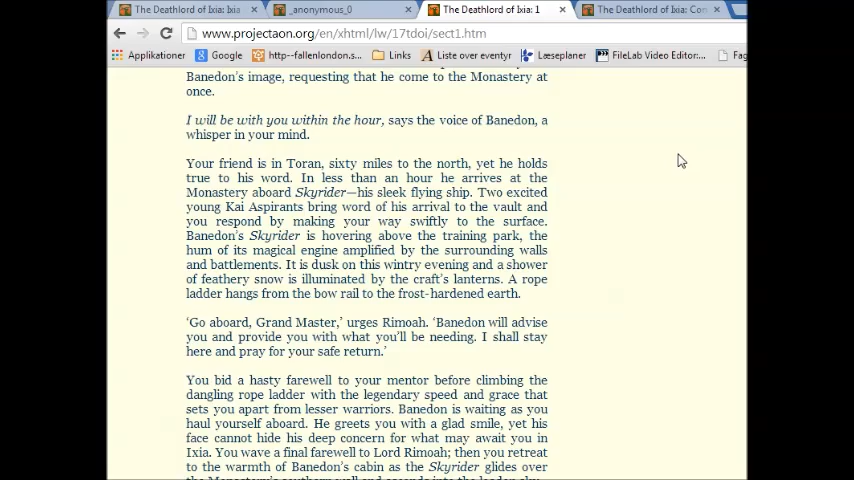 The Deathlord of Ixia: Ixia
_anonymous_0
The Deathlord of Ixia: 1
The Deathlord of Ixia: Con
www.projectaon.org/en/xhtml/lw/17tdoi/sect1.htm
Applikationer
Google
http--fallenlondon.s...
Links
Liste over eventyr
Læseplaner
FileLab Video Editor:...
Fag
Banedon's image, requesting that he come to the Monastery at
once.
I will be with you within the hour, says the voice of Banedon, a
whisper in your mind.
Your friend is in Toran, sixty miles to the north, yet he holds
true to his word. In less than an hour he arrives at the
Monastery aboard Skyrider—his sleek flying ship. Two excited
young Kai Aspirants bring word of his arrival to the vault and
you respond by making your way swiftly to the surface.
Banedon's Skyrider is hovering above the training park, the
hum of its magical engine amplified by the surrounding walls
and battlements. It is dusk on this wintry evening and a shower
of feathery snow is illuminated by the craft's lanterns. A rope
ladder hangs from the bow rail to the frost-hardened earth.
‘Go aboard, Grand Master,’ urges Rimoah. ‘Banedon will advise
you and provide you with what you'll be needing. I shall stay
here and pray for your safe return.’
You bid a hasty farewell to your mentor before climbing the
dangling rope ladder with the legendary speed and grace that
sets you apart from lesser warriors. Banedon is waiting as you
haul yourself aboard. He greets you with a glad smile, yet his
face cannot hide his deep concern for what may await you in
Ixia. You wave a final farewell to Lord Rimoah; then you retreat
to the warmth of Banedon's cabin as the Skyrider glides over
the Monastery's southern wall and ascends into the leaden sky.